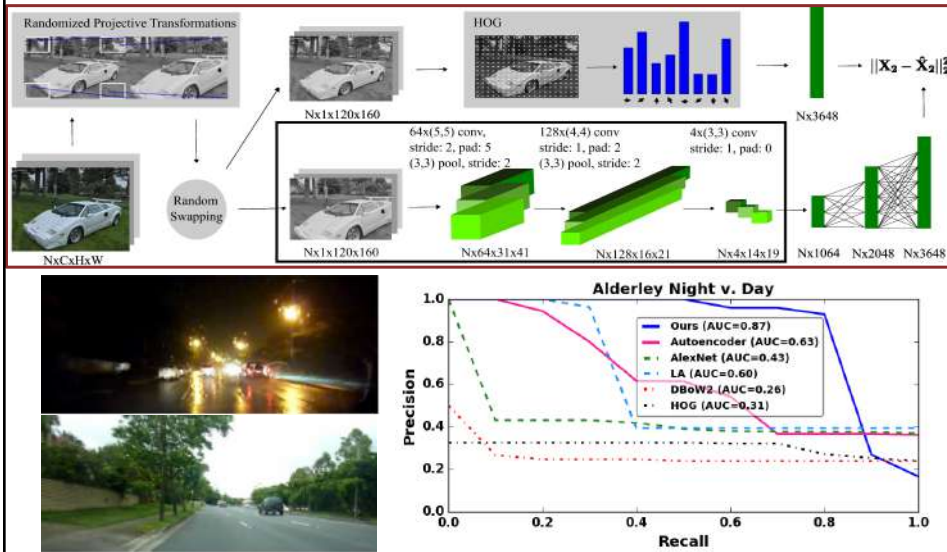 Randomized Projective Transformations
HOG
Nx1x120x160
Nx3648
||X₂ - X̂₂||²₂
64x(5,5) conv,
stride: 2, pad: 5
(3,3) pool, stride: 2
128x(4,4) conv
stride: 1, pad: 2
(3,3) pool, stride: 2
4x(3,3) conv
stride: 1, pad: 0
Random
Swapping
NxCxHxW
Nx1x120x160
Nx64x31x41
Nx128x16x21
Nx4x14x19
Nx1064
Nx2048
Nx3648
Alderley Night v. Day
Ours (AUC=0.87)
Autoencoder (AUC=0.63)
AlexNet (AUC=0.43)
LA (AUC=0.60)
DBoW2 (AUC=0.26)
HOG (AUC=0.31)
Precision
1.0
0.8
0.6
0.4
0.2
0.0
0.2
0.4
0.6
0.8
1.0
Recall